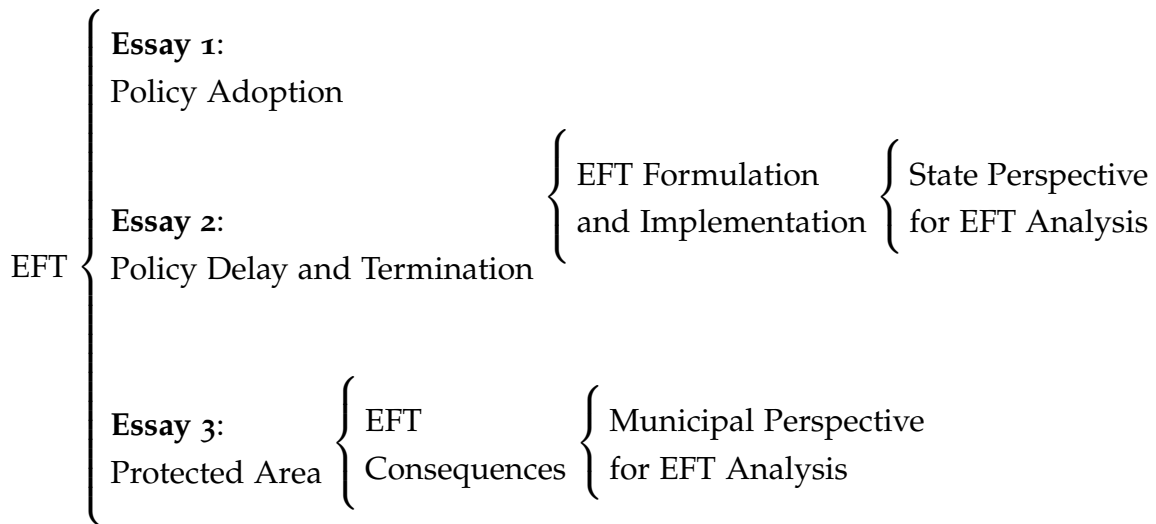 Essay 1:
Policy Adoption
EFT
Essay 2:
Policy Delay and Termination
EFT Formulation
and Implementation
State Perspective
for EFT Analysis
Essay 3:
Protected Area
EFT
Consequences
Municipal Perspective
for EFT Analysis